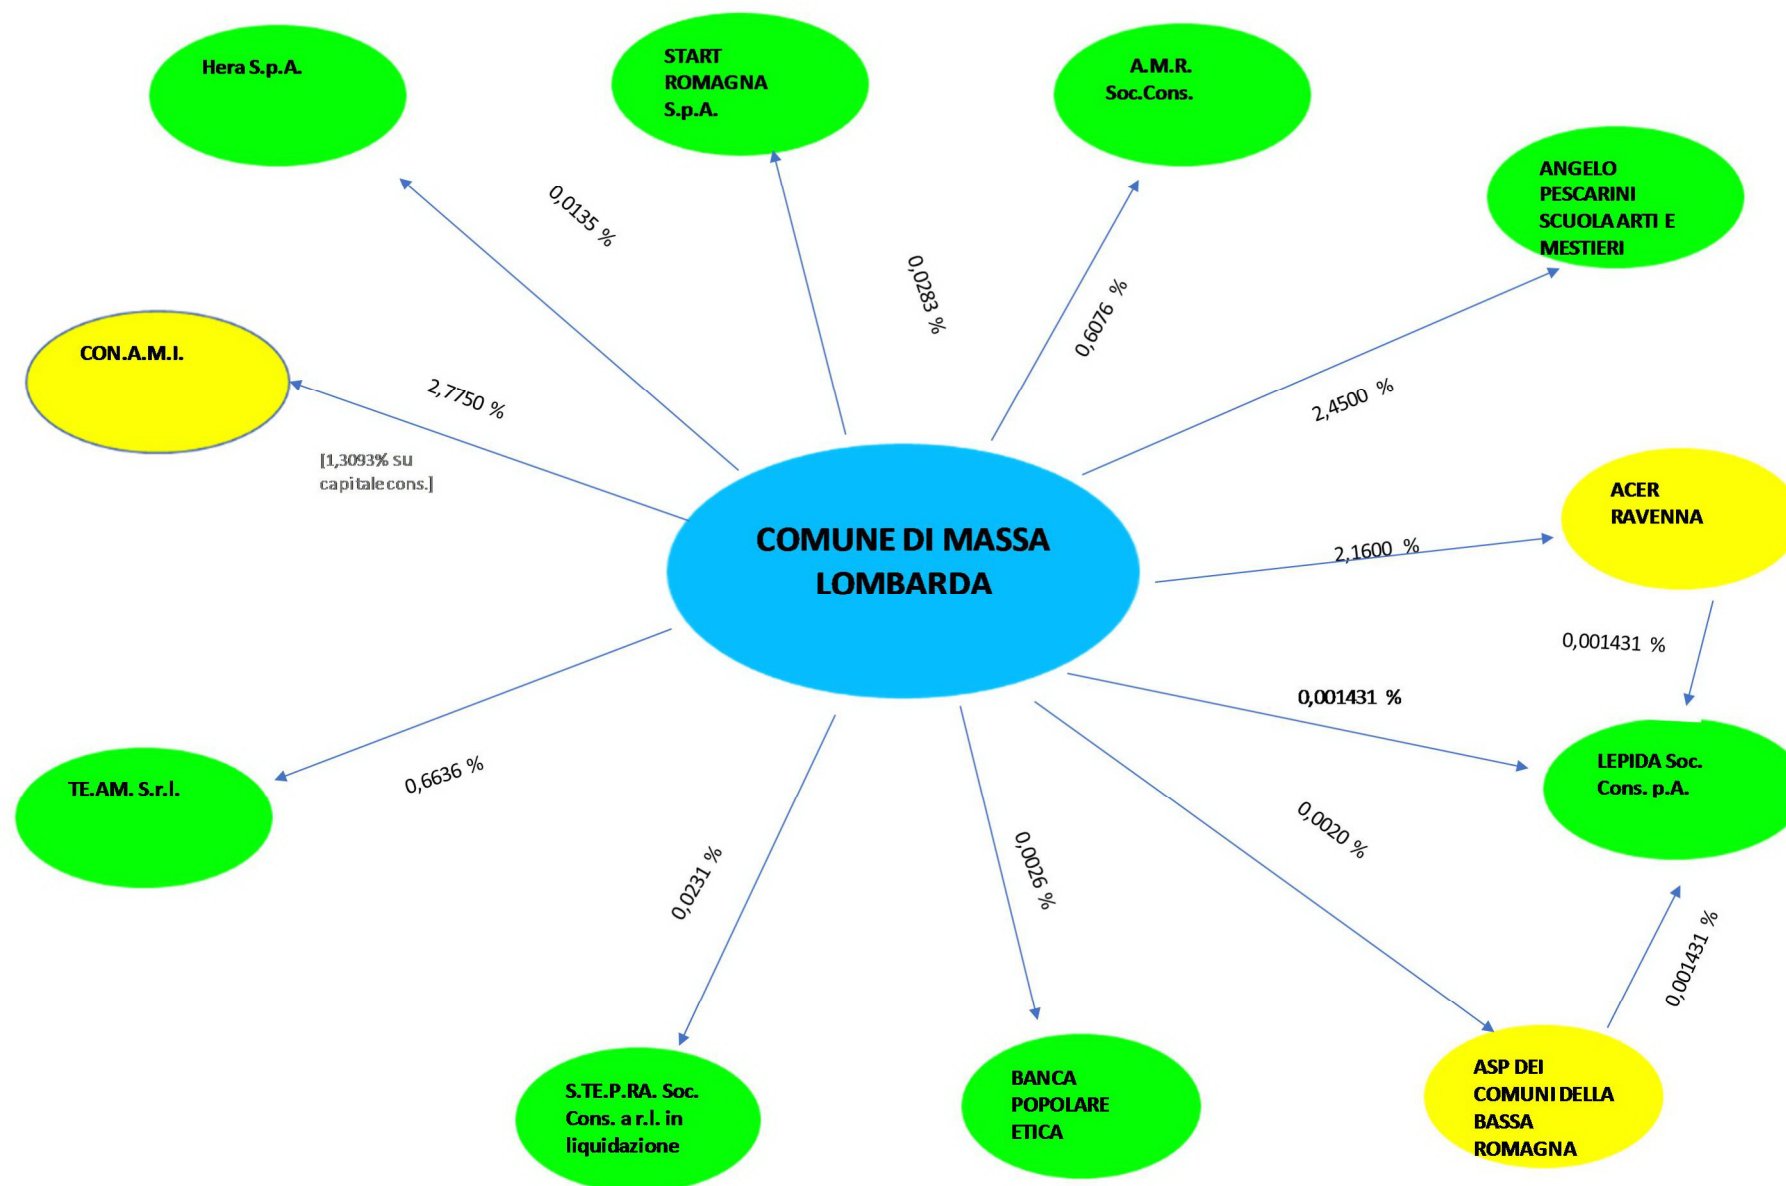 Hera S.p.A.
START
ROMAGNA
S.p.A.
A.M.R.
Soc.Cons.
ANGELO
PESCARINI
SCUOLA ARTI E
MESTIERI
0,0135 %
0,0283 %
0,6076 %
2,4500 %
CON.A.M.I.
2,7750 %
[1,3093% su
capitale cons.]
COMUNE DI MASSA
LOMBARDA
ACER
RAVENNA
2,1600 %
0,001431 %
0,001431 %
LEPIDA Soc.
Cons. p.A.
TE.AM. S.r.l.
0,6636 %
0,0231 %
0,0026 %
0,0020 %
0,001431 %
S.TE.P.RA. Soc.
Cons. a r.l. in
liquidazione
BANCA
POPOLARE
ETICA
ASP DEI
COMUNI DELLA
BASSA
ROMAGNA